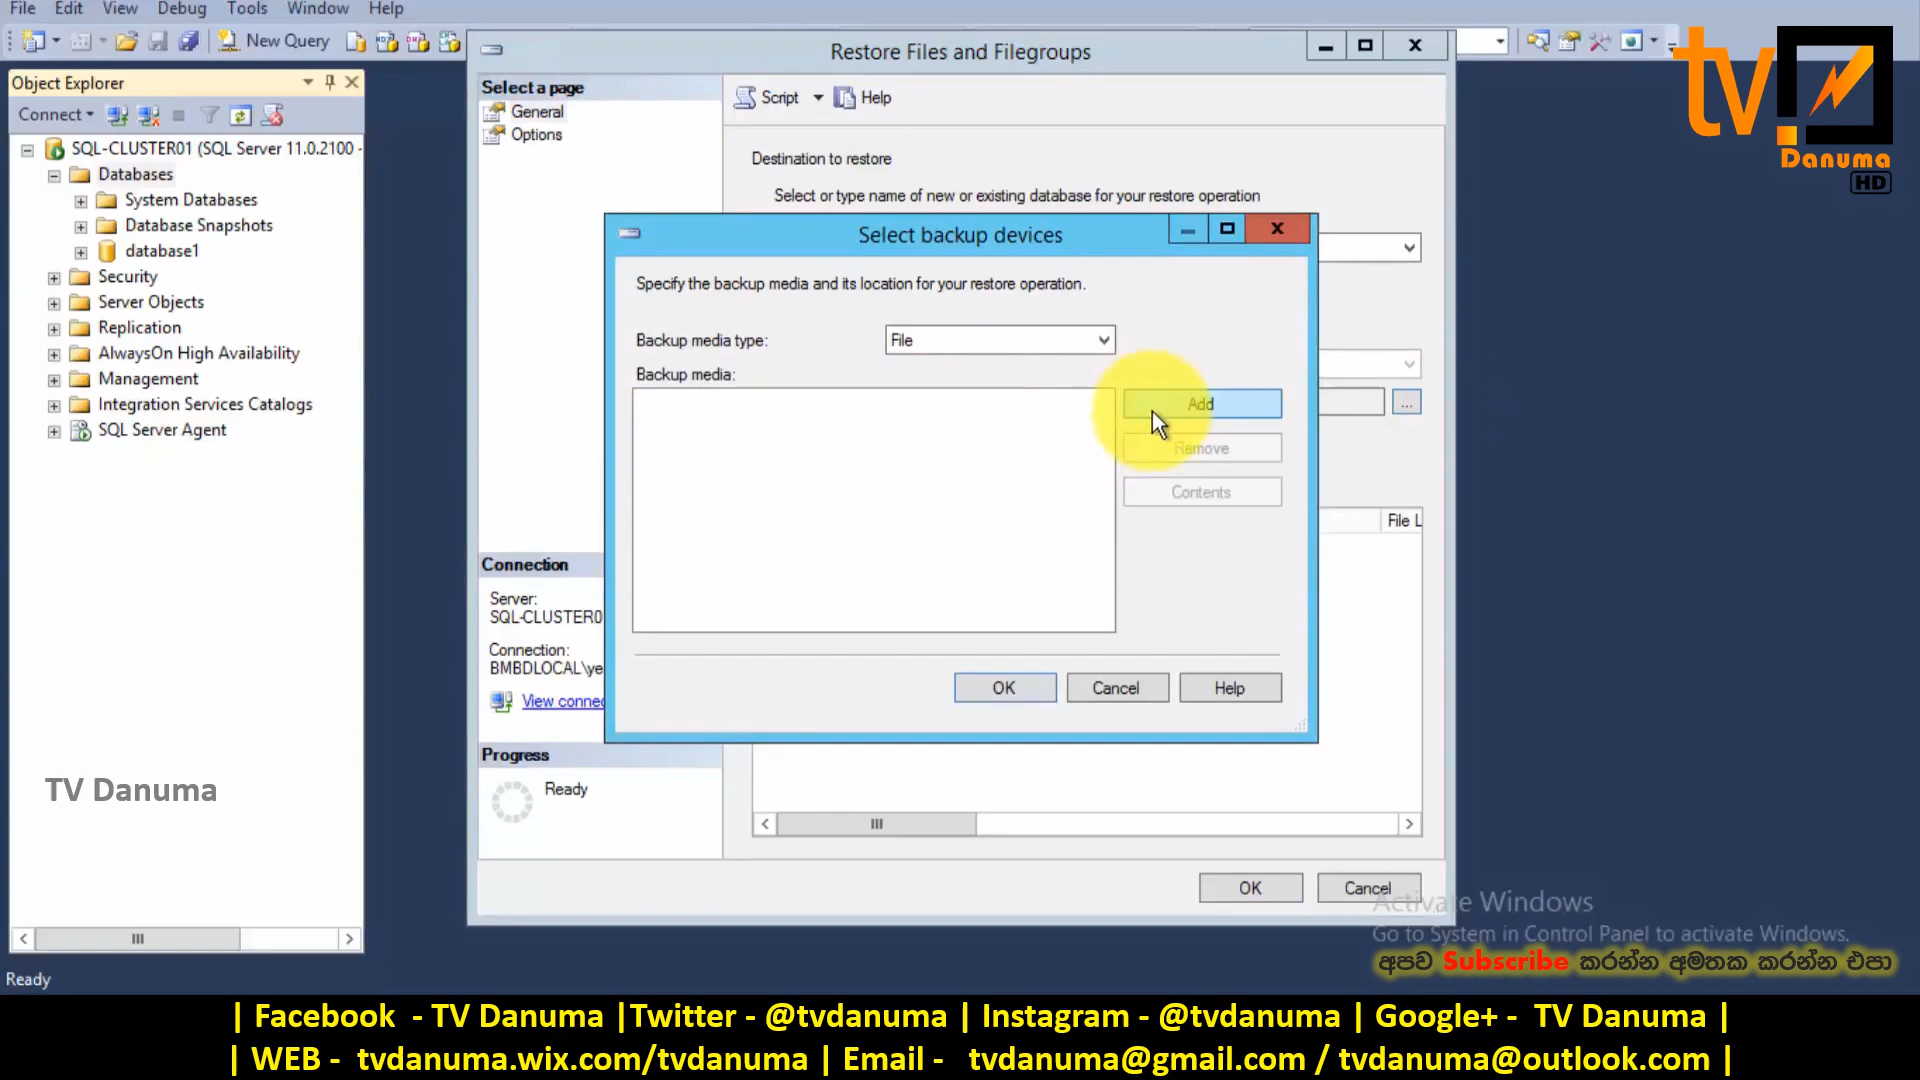 File Edit View Debug Tools Window Help
New Query
Object Explorer
Connect
SQL-CLUSTER01 (SQL Server 11.0.2100 -
Databases
System Databases
Database Snapshots
database1
Security
Server Objects
Replication
AlwaysOn High Availability
Management
Integration Services Catalogs
SQL Server Agent
TV Danuma
Ready
Restore Files and Filegroups
Select a page
General
Options
Script Help
Destination to restore
Select or type name of new or existing database for your restore operation
...
File L
Select backup devices
Specify the backup media and its location for your restore operation.
Backup media type: File
Backup media:
Add
Remove
Contents
OK Cancel Help
Connection
Server:
SQL-CLUSTER0
Connection:
BMBDLOCAL\ye
View connec
Progress
Ready
OK Cancel
tv
Danuma
HD
Activate Windows
Go to System in Control Panel to activate Windows.
අපව Subscribe කරන්න අමතක කරන්න එපා
| Facebook - TV Danuma |Twitter - @tvdanuma | Instagram - @tvdanuma | Google+ - TV Danuma |
| WEB - tvdanuma.wix.com/tvdanuma | Email - tvdanuma@gmail.com / tvdanuma@outlook.com |